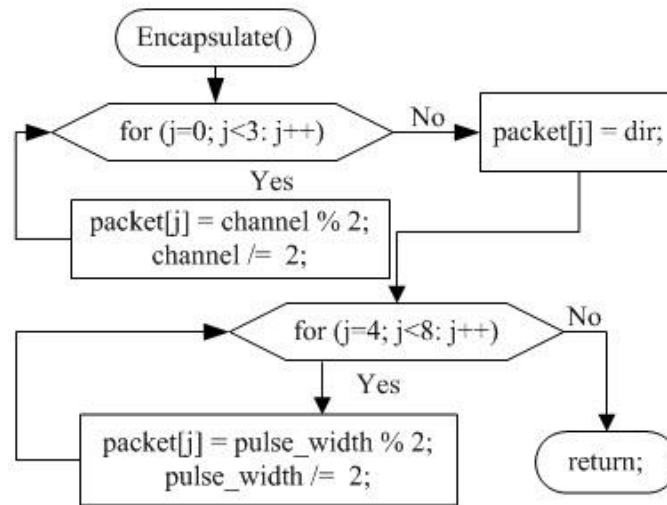 Encapsulate()
for (j=0; j<3: j++)
No
packet[j] = dir;
Yes
packet[j] = channel % 2;
channel /= 2;
for (j=4; j<8: j++)
No
Yes
packet[j] = pulse_width % 2;
pulse_width /= 2;
return;